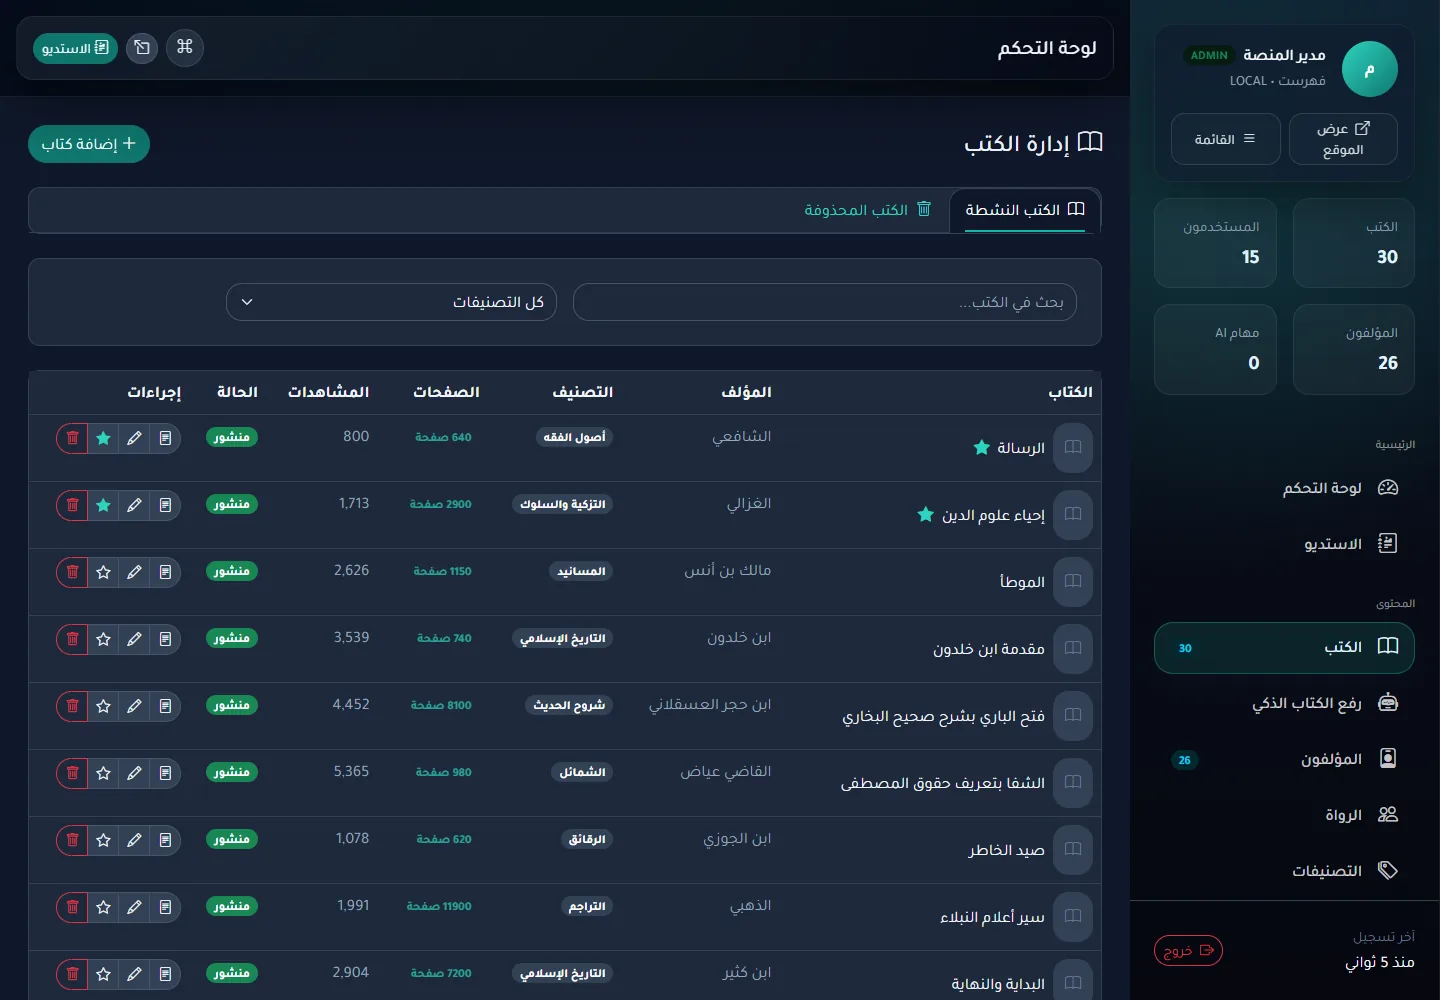 م
مدير المنصة ADMIN
فهرست • LOCAL
عرض الموقع
القائمة
الكتب
30
المستخدمون
15
المؤلفون
26
مهام AI
0
الرئيسية
لوحة التحكم
الاستديو
المحتوى
الكتب 30
رفع الكتاب الذكي
المؤلفون 26
الرواة
التصنيفات
آخر تسجيل
منذ 5 ثواني
خروج
لوحة التحكم
الاستديو
إدارة الكتب
إضافة كتاب
الكتب النشطة
الكتب المحذوفة
بحث في الكتب...
كل التصنيفات
الكتاب المؤلف التصنيف الصفحات المشاهدات الحالة إجراءات
الرسالة الشافعي أصول الفقه 640 صفحة 800 منشور
إحياء علوم الدين الغزالي التزكية والسلوك 2900 صفحة 1,713 منشور
الموطأ مالك بن أنس المسانيد 1150 صفحة 2,626 منشور
مقدمة ابن خلدون ابن خلدون التاريخ الإسلامي 740 صفحة 3,539 منشور
فتح الباري بشرح صحيح البخاري ابن حجر العسقلاني شروح الحديث 8100 صفحة 4,452 منشور
الشفا بتعريف حقوق المصطفى القاضي عياض الشمائل 980 صفحة 5,365 منشور
صيد الخاطر ابن الجوزي الرقائق 620 صفحة 1,078 منشور
سير أعلام النبلاء الذهبي التراجم 11900 صفحة 1,991 منشور
البداية والنهاية ابن كثير التاريخ الإسلامي 7200 صفحة 2,904 منشور